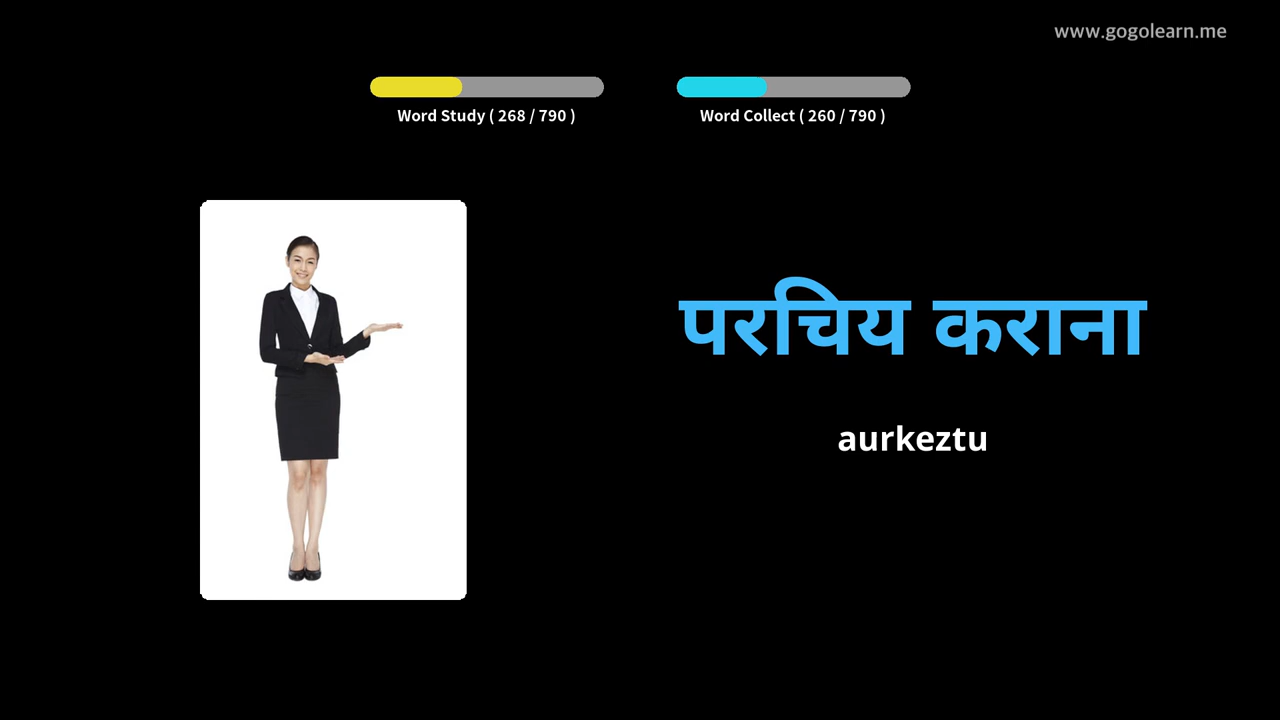 www.gogolearn.me
Word Study ( 268 / 790 )
Word Collect ( 260 / 790 )
परिचय कराना
aurkeztu